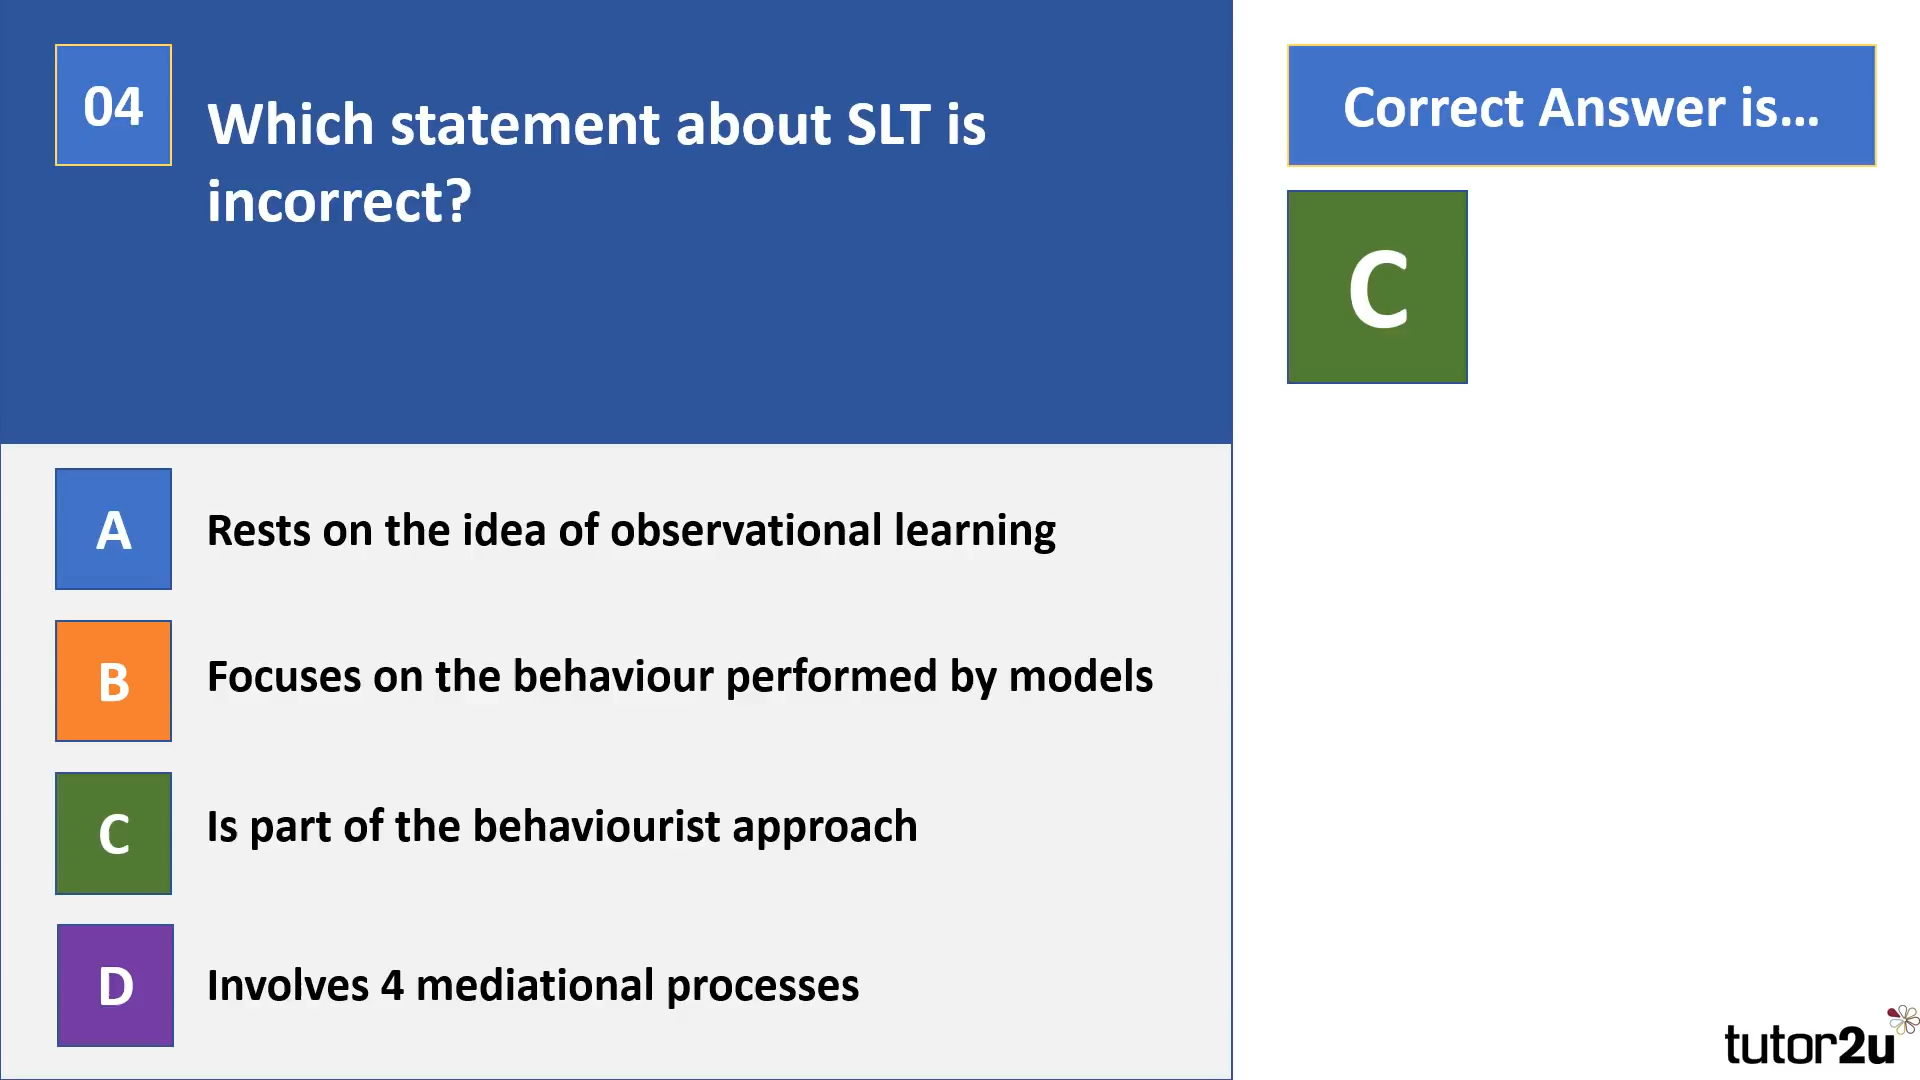 04
Which statement about SLT is
incorrect?
A
Rests on the idea of observational learning
B
Focuses on the behaviour performed by models
C
Is part of the behaviourist approach
D
Involves 4 mediational processes
Correct Answer is...
C
tutor2u